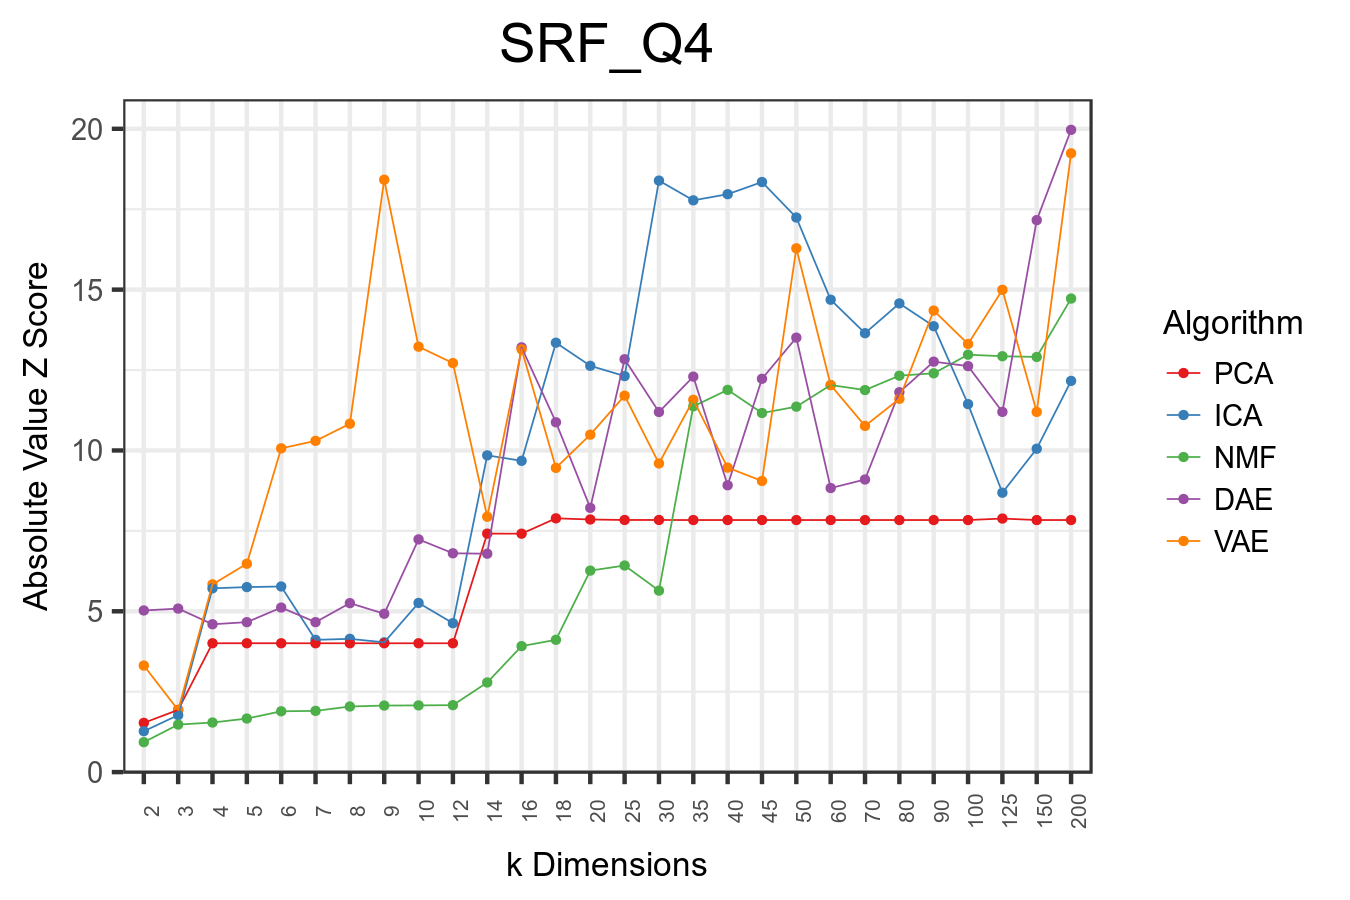 SRF_Q4
Absolute Value Z Score
20
15
10
5
0
2 3 4 5 6 7 8 9 10 12 14 16 18 20 25 30 35 40 45 50 60 70 80 90 100 125 150 200
k Dimensions
Algorithm
PCA
ICA
NMF
DAE
VAE